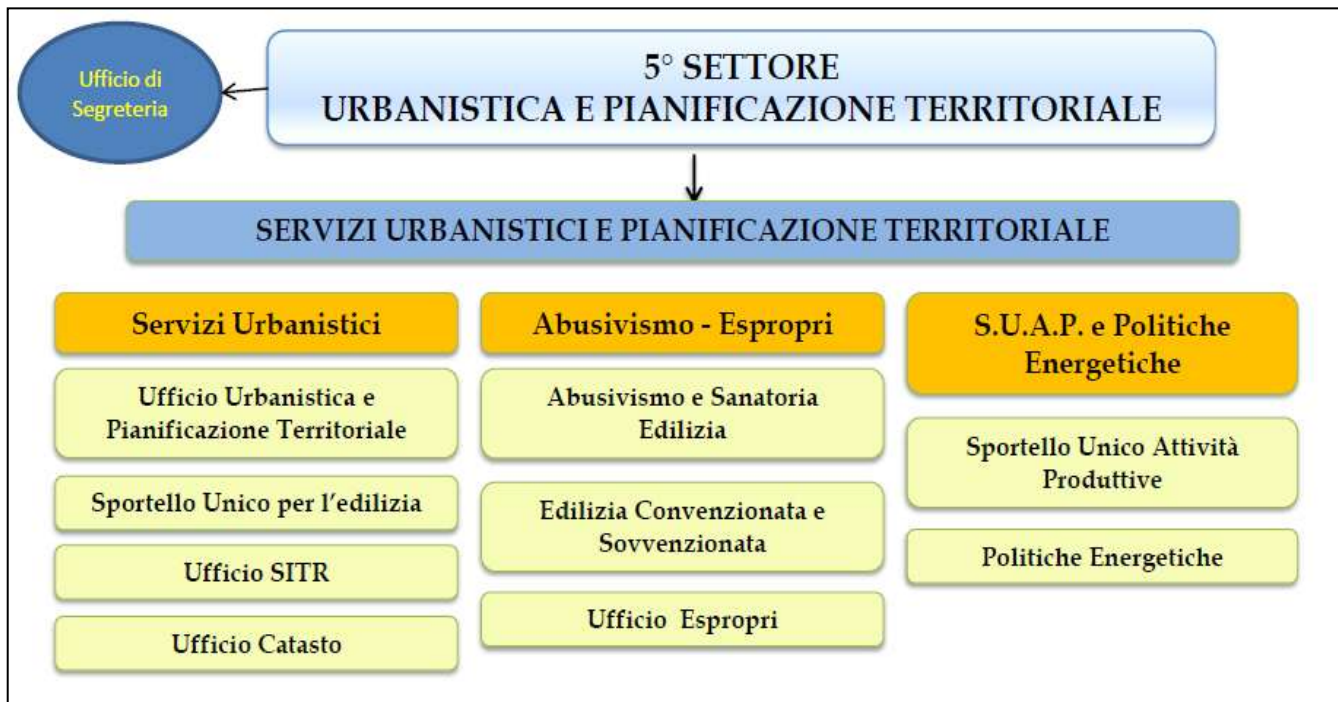 Ufficio di
Segreteria
5° SETTORE
URBANISTICA E PIANIFICAZIONE TERRITORIALE
SERVIZI URBANISTICI E PIANIFICAZIONE TERRITORIALE
Servizi Urbanistici
Ufficio Urbanistica e
Pianificazione Territoriale
Sportello Unico per l'edilizia
Ufficio SITR
Ufficio Catasto
Abusivismo - Espropri
Abusivismo e Sanatoria
Edilizia
Edilizia Convenzionata e
Sovvenzionata
Ufficio Espropri
S.U.A.P. e Politiche
Energetiche
Sportello Unico Attività
Produttive
Politiche Energetiche